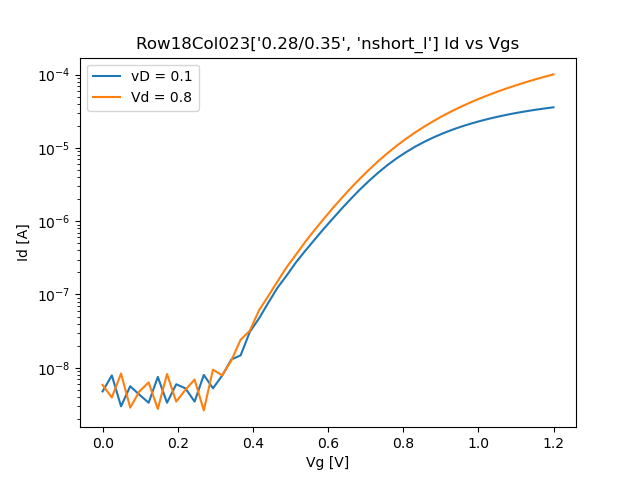 Row18Col023['0.28/0.35', 'nshort_l'] Id vs Vgs
vD = 0.1
Vd = 0.8
Id [A]
10⁻⁴
10⁻⁵
10⁻⁶
10⁻⁷
10⁻⁸
0.0 0.2 0.4 0.6 0.8 1.0 1.2
Vg [V]